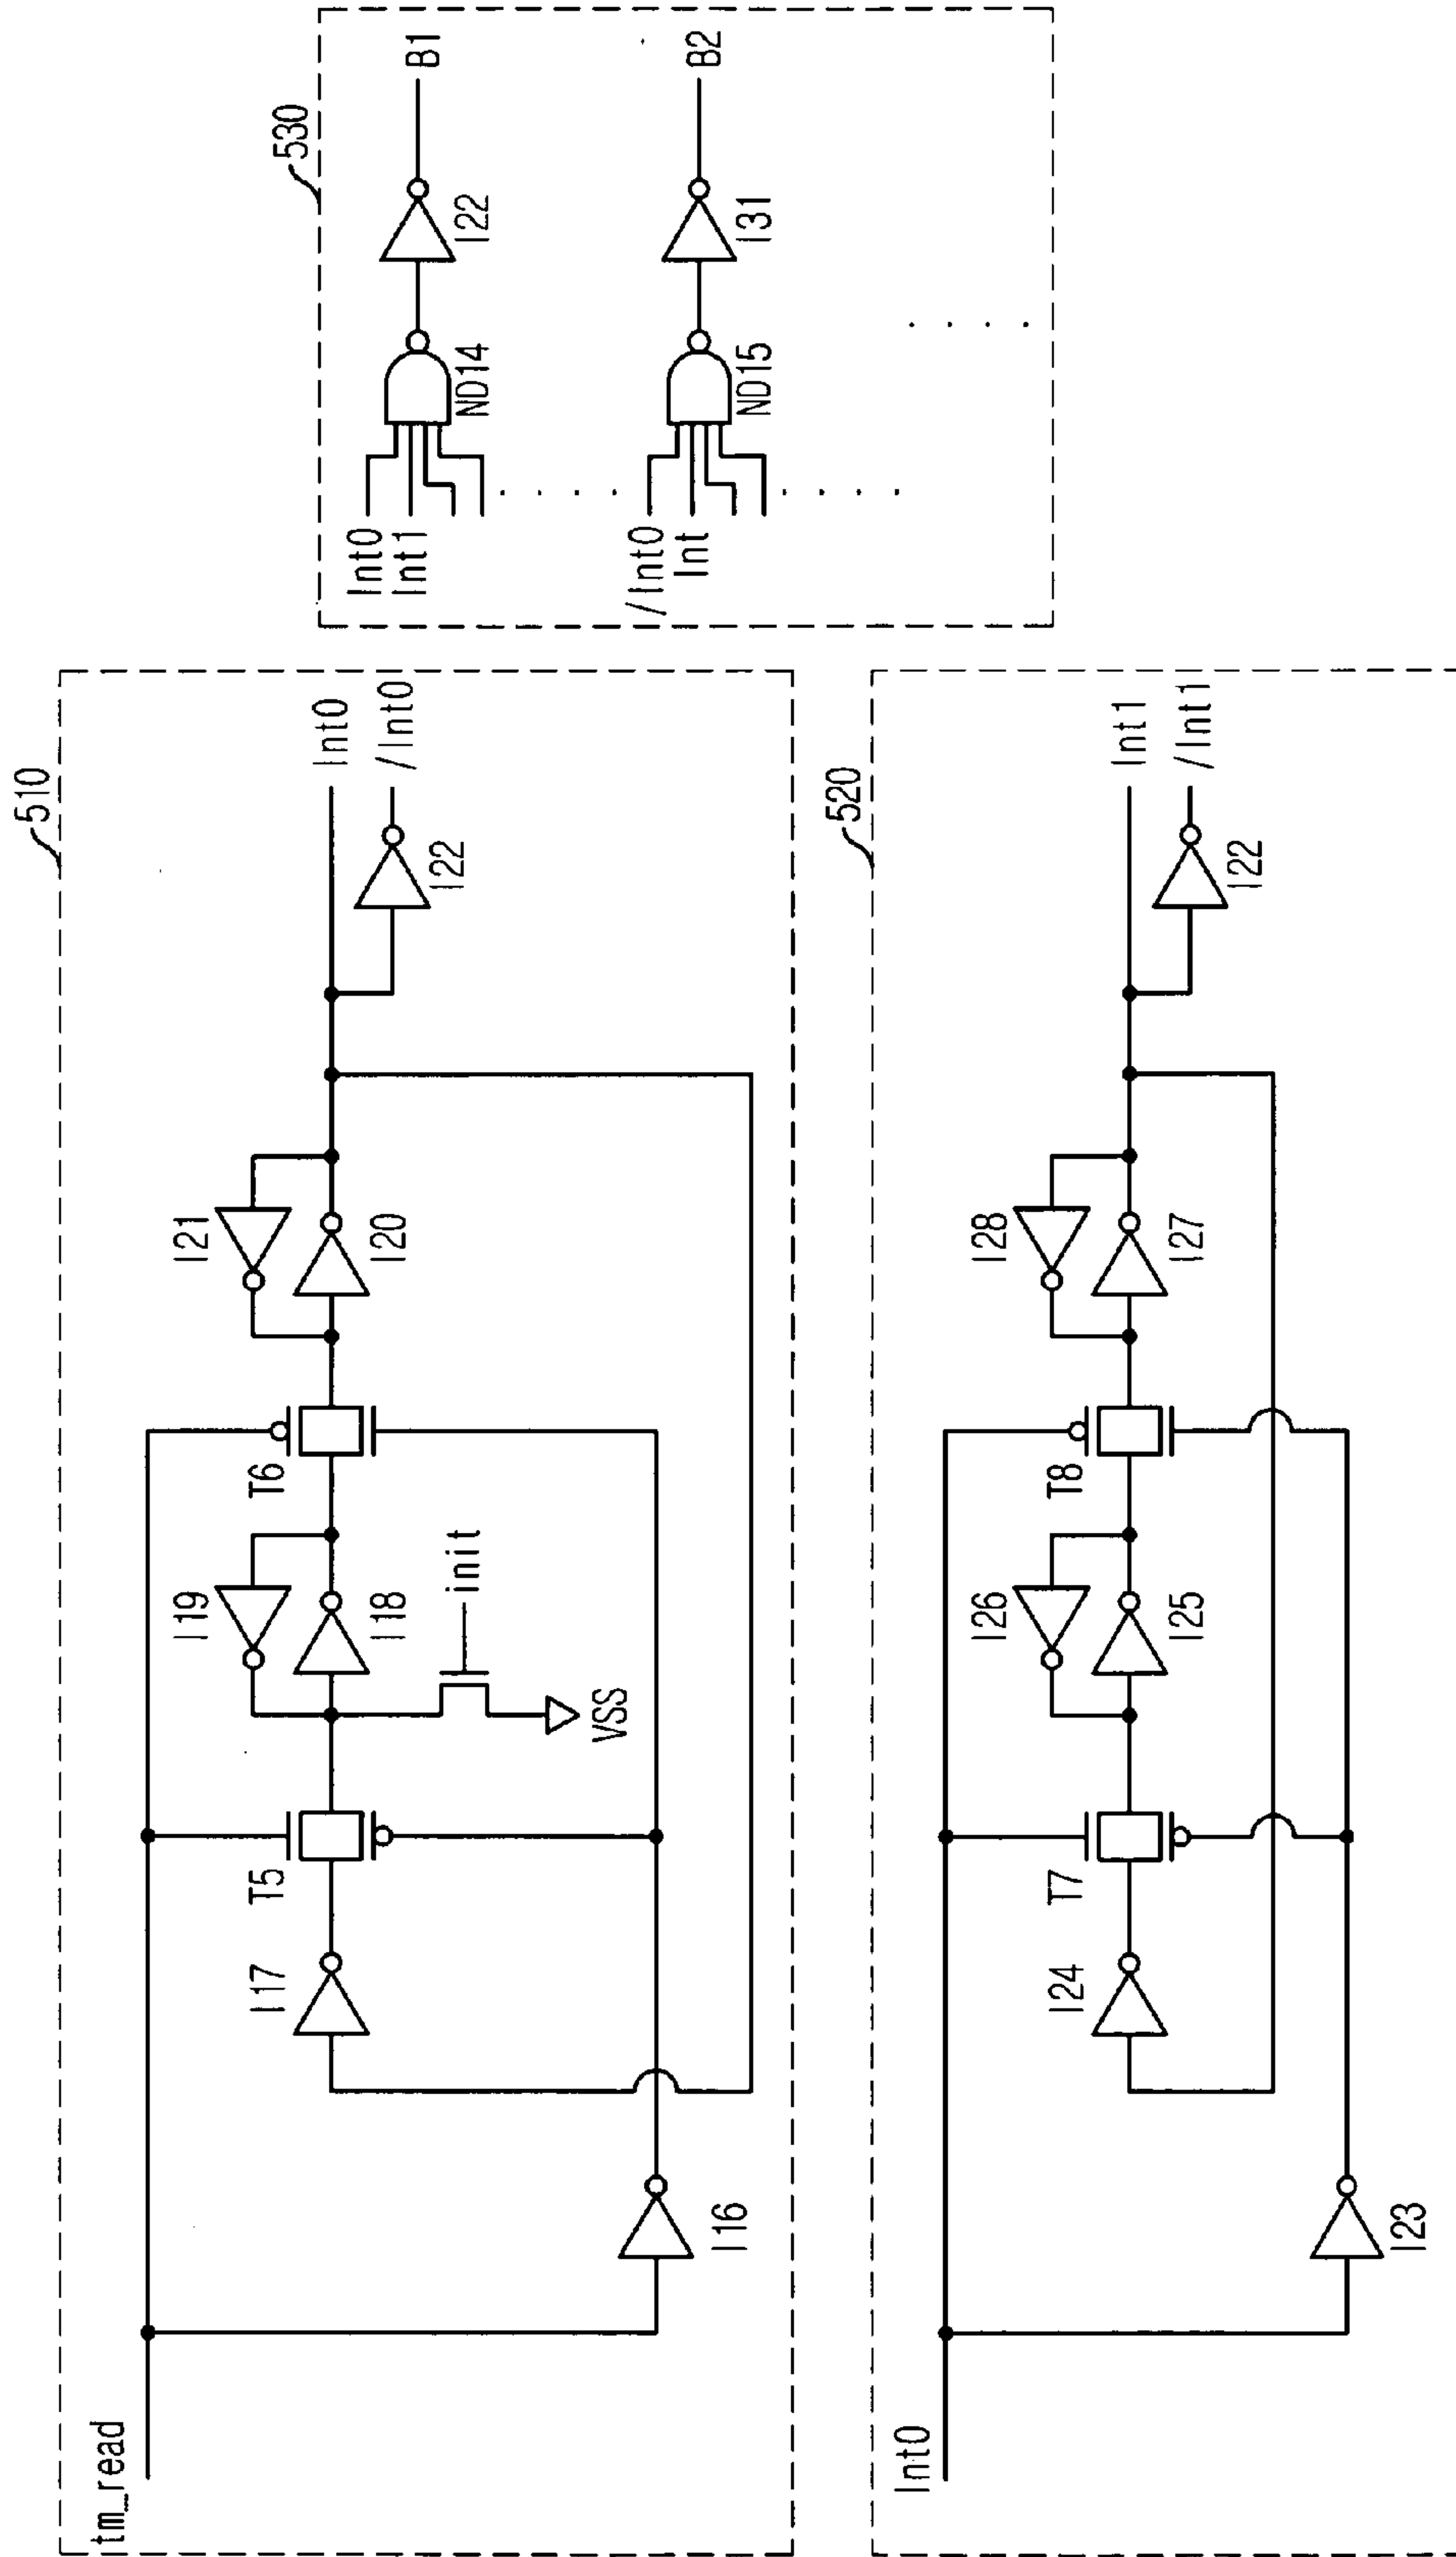 510
tm_read
I16
I17
T5
I19
I18
init
VSS
T6
I21
I20
Int0
I22
/Int0
520
Int0
I23
I24
T7
I26
I25
T8
I28
I27
Int1
I22
/Int1
530
Int0
Int1
ND14
I22
B1
/Int0
Int
ND15
I31
B2